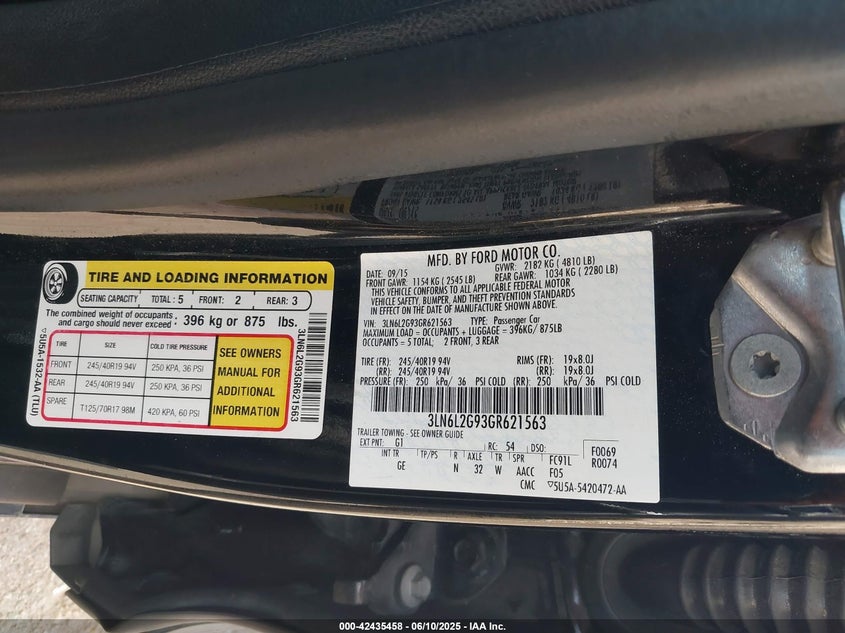 TIRE AND LOADING INFORMATION
SEATING CAPACITY TOTAL : 5 FRONT: 2 REAR: 3
The combined weight of occupants and cargo should never exceed : 396 kg or 875 lbs.
TIRE SIZE COLD TIRE PRESSURE
FRONT 245/40R19 94V 250 KPA, 36 PSI
REAR 245/40R19 94V 250 KPA, 36 PSI
SPARE T125/70R17 98M 420 KPA, 60 PSI
SEE OWNERS
MANUAL FOR
ADDITIONAL
INFORMATION
3LN6L2G93GR621563
▽5U5A-1532-AA (TLU)
MFD. BY FORD MOTOR CO.
DATE: 09/15 GVWR: 2182 KG ( 4810 LB)
FRONT GAWR: 1154 KG ( 2545 LB) REAR GAWR: 1034 KG ( 2280 LB)
THIS VEHICLE CONFORMS TO ALL APPLICABLE FEDERAL MOTOR
VEHICLE SAFETY, BUMPER, AND THEFT PREVENTION STANDARDS
IN EFFECT ON THE DATE OF MANUFACTURE SHOWN ABOVE.
VIN: 3LN6L2G93GR621563 TYPE: Passenger Car
MAXIMUM LOAD = OCCUPANTS + LUGGAGE = 396KG/ 875LB
OCCUPANTS = 5 TOTAL 2 FRONT, 3 REAR
TIRE (FR): 245/40R19 94V RIMS (FR): 19x8.0J
TIRE (RR): 245/40R19 94V RIMS (RR): 19x8.0J
PRESSURE (FR) 250 kPa/ 36 PSI COLD (RR) 250 kPa/36 PSI COLD
3LN6L2G93GR621563
TRAILER TOWING - SEE OWNER GUIDE
EXT PNT: G1 RC: 54 DSO: F0069
R0074
INT TR TP/PS R AXLE TR SPR FC91L
GE N 32 W AACC F05
CMC ▽5U5A-5420472-AA
000-42435458 - 06/10/2025 - IAA Inc.